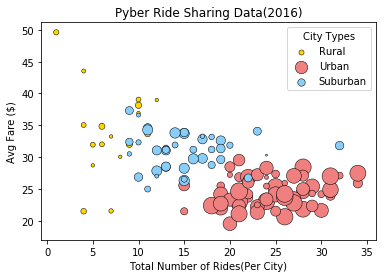 Pyber Ride Sharing Data(2016)
50
45
40
35
30
25
20
Avg Fare ($)
City Types
Rural
Urban
Suburban
0 5 10 15 20 25 30 35
Total Number of Rides(Per City)